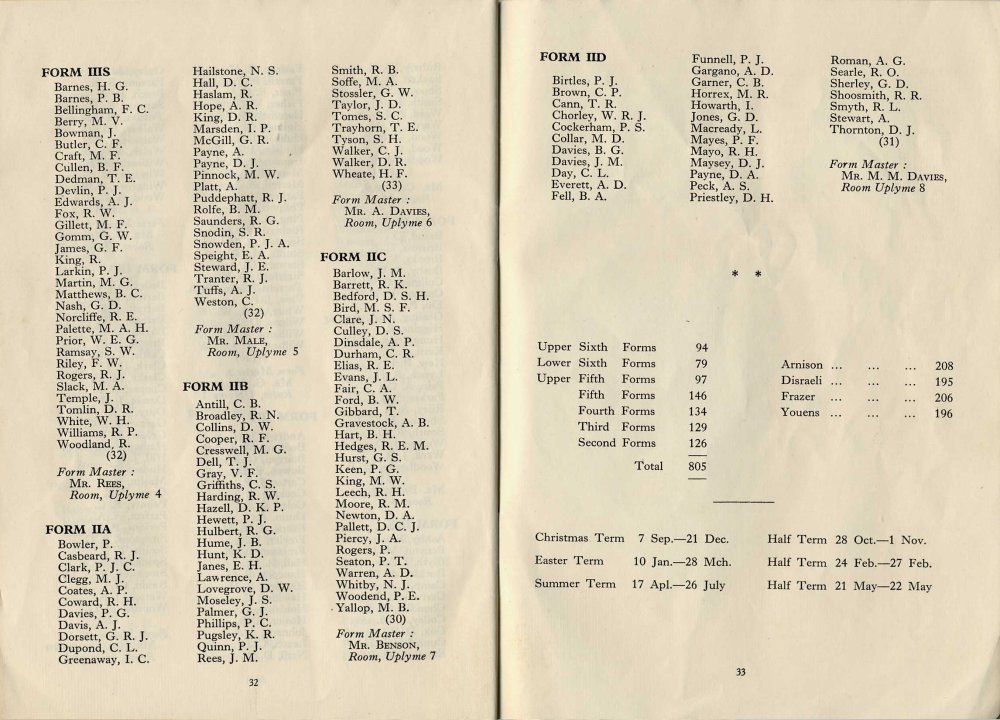 FORM IIIS
Barnes, H. G.
Barnes, P. B.
Bellingham, F. C.
Berry, M. V.
Bowman, J.
Butler, C. F.
Craft, M. F.
Cullen, B. F.
Dedman, T. E.
Devlin, P. J.
Edwards, A. J.
Fox, R. W.
Gillett, M. F.
Gomm, G. W.
James, G. F.
King, R.
Larkin, P. J.
Martin, M. G.
Matthews, B. C.
Nash, G. D.
Norcliffe, R. E.
Palette, M. A. H.
Prior, W. E. G.
Ramsay, S. W.
Riley, F. W.
Rogers, R. J.
Slack, M. A.
Temple, J.
Tomlin, D. R.
White, W. H.
Williams, R. P.
Woodland, R.
(32)
Form Master :
MR. REES,
Room, Uplyme 4
FORM IIA
Bowler, P.
Casbeard, R. J.
Clark, P. J. C.
Clegg, M. J.
Coates, A. P.
Coward, R. H.
Davies, P. G.
Davis, A. J.
Dorsett, G. R. J.
Dupond, C. L.
Greenaway, I. C.
Hailstone, N. S.
Hall, D. C.
Haslam, R.
Hope, A. R.
King, D. R.
Marsden, I. P.
McGill, G. R.
Payne, A.
Payne, D. J.
Pinnock, M. W.
Platt, A.
Puddephatt, R. J.
Rolfe, B. M.
Saunders, R. G.
Snodin, S. R.
Snowden, P. J. A.
Speight, E. A.
Steward, J. E.
Tranter, R. J.
Tuffs, A. J.
Weston, C.
(32)
Form Master :
MR. MALE,
Room, Uplyme 5
FORM IIB
Antill, C. B.
Broadley, R. N.
Collins, D. W.
Cooper, R. F.
Cresswell, M. G.
Dell, T. J.
Gray, V. F.
Griffiths, C. S.
Harding, R. W.
Hazell, D. K. P.
Hewett, P. J.
Hulbert, R. G.
Hume, J. B.
Hunt, K. D.
Janes, E. H.
Lawrence, A.
Lovegrove, D. W.
Moseley, J. S.
Palmer, G. J.
Phillips, P. C.
Pugsley, K. R.
Quinn, P. J.
Rees, J. M.
Smith, R. B.
Soffe, M. A.
Stossler, G. W.
Taylor, J. D.
Tomes, S. C.
Trayhorn, T. E.
Tyson, S. H.
Walker, C. J.
Walker, D. R.
Wheate, H. F.
(33)
Form Master :
MR. A. DAVIES,
Room, Uplyme 6
FORM IIC
Barlow, J. M.
Barrett, R. K.
Bedford, D. S. H.
Bird, M. S. F.
Clare, J. N.
Culley, D. S.
Dinsdale, A. P.
Durham, C. R.
Elias, R. E.
Evans, J. L.
Fair, C. A.
Ford, B. W.
Gibbard, T.
Gravestock, A. B.
Hart, B. H.
Hedges, R. E. M.
Hurst, G. S.
Keen, P. G.
King, M. W.
Leech, R. H.
Moore, R. M.
Newton, D. A.
Pallett, D. C. J.
Piercy, J. A.
Rogers, P.
Seaton, P. T.
Warren, A. D.
Whitby, N. J.
Woodend, P. E.
Yallop, M. B.
(30)
Form Master :
MR. BENSON,
Room, Uplyme 7
32
FORM IID
Birtles, P. J.
Brown, C. P.
Cann, T. R.
Chorley, W. R. J.
Cockerham, P. S.
Collar, M. D.
Davies, B. G.
Davies, J. M.
Day, C. L.
Everett, A. D.
Fell, B. A.
Funnell, P. J.
Gargano, A. D.
Garner, C. B.
Horrex, M. R.
Howarth, I.
Jones, G. D.
Macready, L.
Mayes, P. F.
Mayo, R. H.
Maysey, D. J.
Payne, D. A.
Peck, A. S.
Priestley, D. H.
Roman, A. G.
Searle, R. O.
Sherley, G. D.
Shoosmith, R. R.
Smyth, R. L.
Stewart, A.
Thornton, D. J.
(31)
Form Master :
MR. M. M. DAVIES,
Room Uplyme 8
* *
Upper Sixth Forms 94
Lower Sixth Forms 79
Upper Fifth Forms 97
Fifth Forms 146
Fourth Forms 134
Third Forms 129
Second Forms 126
Total 805
Arnison ... ... ... 208
Disraeli ... ... ... 195
Frazer ... ... ... 206
Youens ... ... ... 196
Christmas Term 7 Sep.—21 Dec. Half Term 28 Oct.—1 Nov.
Easter Term 10 Jan.—28 Mch. Half Term 24 Feb.—27 Feb.
Summer Term 17 Apl.—26 July Half Term 21 May—22 May
33